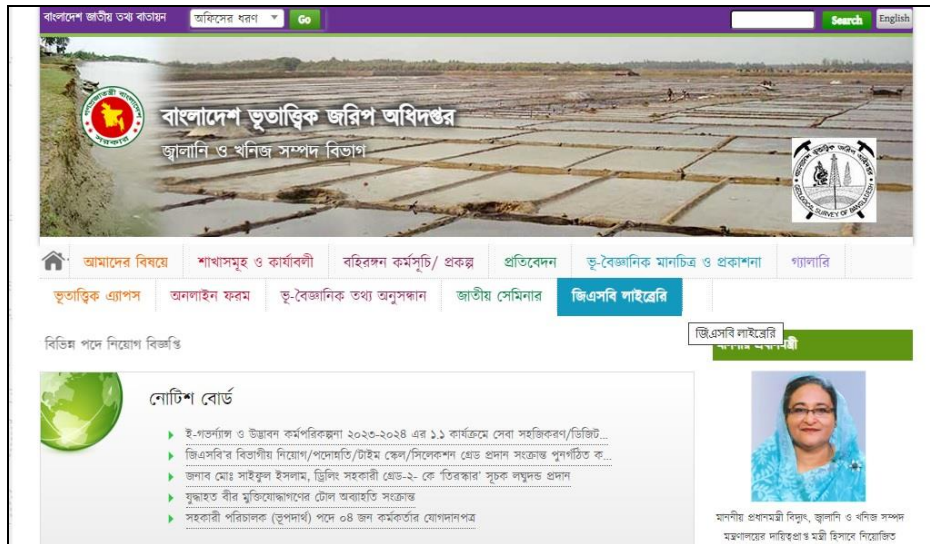 বাংলাদেশ জাতীয় তথ্য বাতায়ন
অফিসের ধরণ
Go
Search
English
বাংলাদেশ ভূতাত্ত্বিক জরিপ অধিদপ্তর
জ্বালানি ও খনিজ সম্পদ বিভাগ
GEOLOGICAL SURVEY OF BANGLADESH
আমাদের বিষয়ে শাখাসমূহ ও কার্যাবলী বহিরঙ্গন কর্মসূচি/ প্রকল্প প্রতিবেদন ভূ-বৈজ্ঞানিক মানচিত্র ও প্রকাশনা গ্যালারি
ভূতাত্ত্বিক এ্যাপস অনলাইন ফরম ভূ-বৈজ্ঞানিক তথ্য অনুসন্ধান জাতীয় সেমিনার জিএসবি লাইব্রেরি
জিএসবি লাইব্রেরি
বিভিন্ন পদে নিয়োগ বিজ্ঞপ্তি
নোটিশ বোর্ড
ই-গভর্ন্যান্স ও উদ্ভাবন কর্মপরিকল্পনা ২০২৩-২০২৪ এর ১.১ কার্যক্রমে সেবা সহজিকরণ/ডিজিট...
জিএসবি'র বিভাগীয় নিয়োগ/পদোন্নতি/টাইম স্কেল/সিলেকশন গ্রেড প্রদান সংক্রান্ত পুনর্গঠিত ক...
জনাব মোঃ সাইফুল ইসলাম, ড্রিলিং সহকারী গ্রেড-২- কে 'তিরস্কার' সূচক লঘুদন্ড প্রদান
যুদ্ধাহত বীর মুক্তিযোদ্ধাগণের টোল অব্যাহতি সংক্রান্ত
সহকারী পরিচালক (ভূপদার্থ) পদে ০৪ জন কর্মকর্তার যোগদানপত্র
মাননীয় প্রধানমন্ত্রী বিদ্যুৎ, জ্বালানি ও খনিজ সম্পদ
মন্ত্রণালয়ের দায়িত্বপ্রাপ্ত মন্ত্রী হিসাবে নিয়োজিত